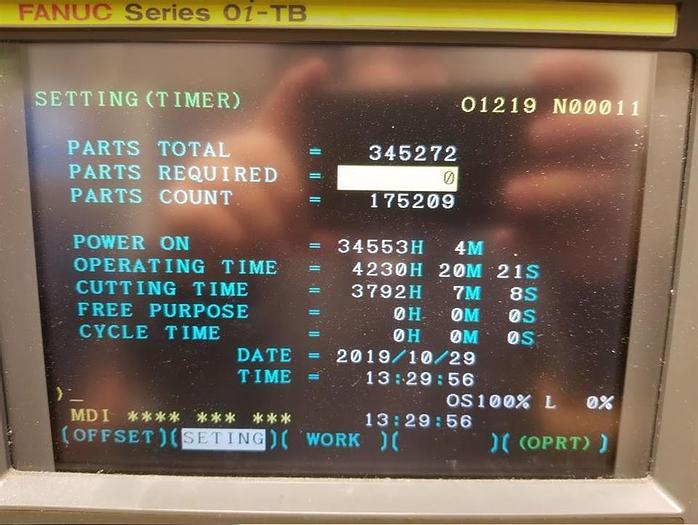 FANUC Series 0i-TB
SETTING(TIMER) O1219 N00011
PARTS TOTAL = 345272
PARTS REQUIRED = 0
PARTS COUNT = 175209
POWER ON = 34553H 4M
OPERATING TIME = 4230H 20M 21S
CUTTING TIME = 3792H 7M 8S
FREE PURPOSE = 0H 0M 0S
CYCLE TIME = 0H 0M 0S
DATE = 2019/10/29
TIME = 13:29:56
>_
OS100% L 0%
MDI **** *** *** 13:29:56
(OFFSET)(SETING)( WORK )( )((OPRT))